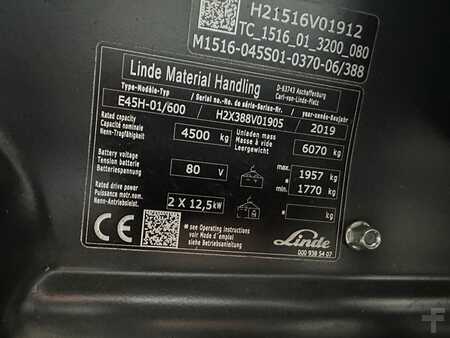 H21516V01912
TC_1516_01_3200_080
M1516-045S01-0370-06/388
Linde Material Handling
D-63743 Aschaffenburg
Carl-von-Linde-Platz
Type-Modèle-Typ / Serial no.-No. de série-Serien-Nr. / year-année-Baujahr
E45H-01/600 H2X388V01905 2019
Rated capacity
Capacité nominale
Nenn-Tragfähigkeit
4500 kg
Unladen mass
Masse à vide
Leergewicht
6070 kg
Battery voltage
Tension batterie
Batteriespannung
80 V
max. 1957 kg
* min. 1770 kg
Rated drive power
Puissance motr.nom.
Nenn-Antriebsleist.
2 X 12,5 kW
* kg
CE
* see Operating instructions
voir Mode d'emploi
siehe Betriebsanleitung
Linde
000 938 54 07